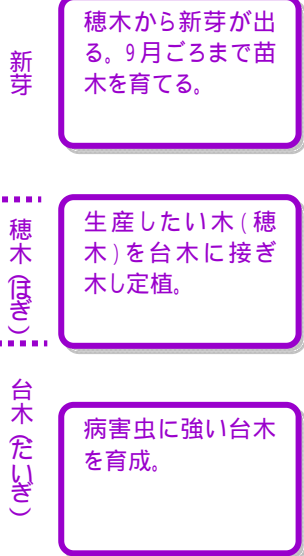 新芽
穂木から新芽が出
る。9月ごろまで苗
木を育てる。
穂木(ほぎ)
生産したい木(穂
木)を台木に接ぎ
木し定植。
台木(だいぎ)
病害虫に強い台木
を育成。